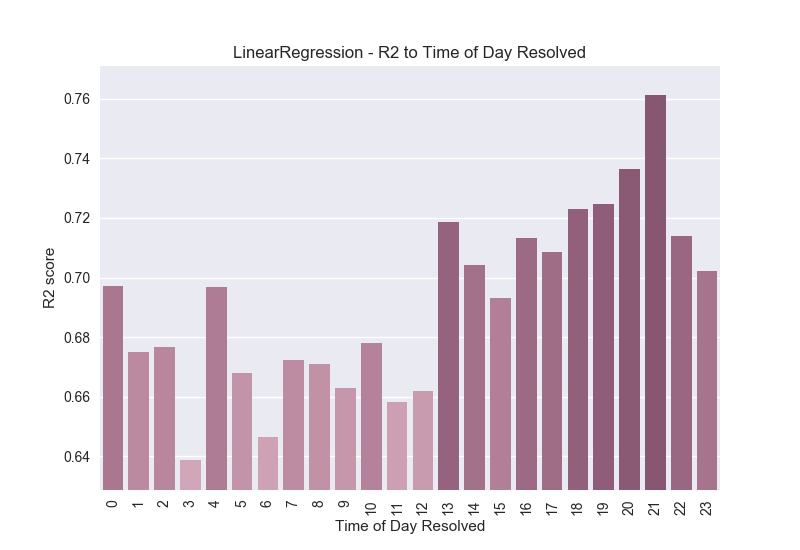 LinearRegression - R2 to Time of Day Resolved
R2 score
0.76
0.74
0.72
0.70
0.68
0.66
0.64
0 1 2 3 4 5 6 7 8 9 10 11 12 13 14 15 16 17 18 19 20 21 22 23
Time of Day Resolved